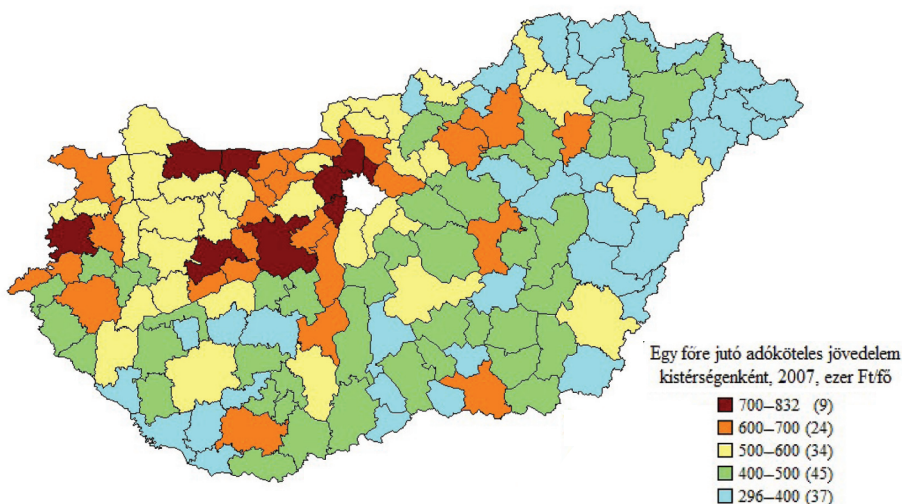 Egy főre jutó adóköteles jövedelem
kistérségenként, 2007, ezer Ft/fő
700–832 (9)
600–700 (24)
500–600 (34)
400–500 (45)
296–400 (37)